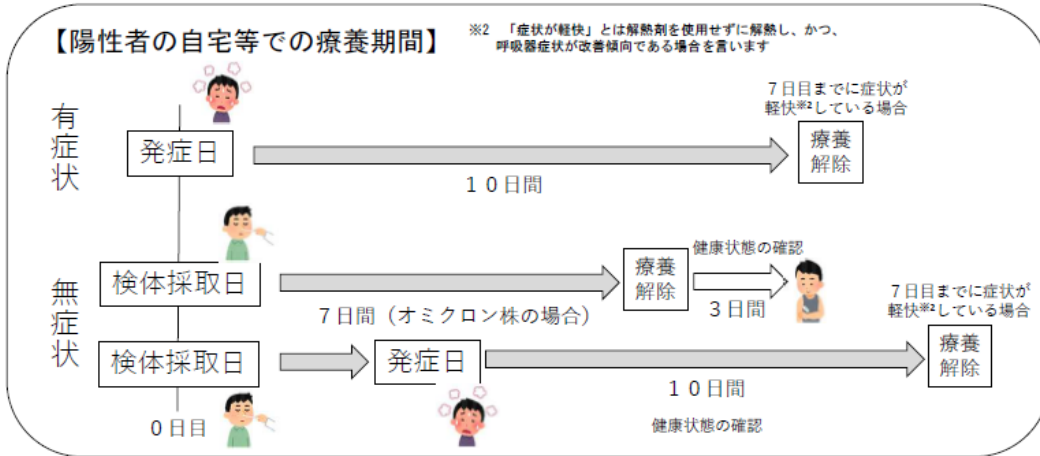 【陽性者の自宅等での療養期間】
※2 「症状が軽快」とは解熱剤を使用せずに解熱し、かつ、
呼吸器症状が改善傾向である場合を言います
有症状
発症日
10日間
7日目までに症状が
軽快※2している場合
療養
解除
無症状
検体採取日
7日間（オミクロン株の場合）
療養
解除
健康状態の確認
3日間
検体採取日
発症日
10日間
健康状態の確認
7日目までに症状が
軽快※2している場合
療養
解除
0日目